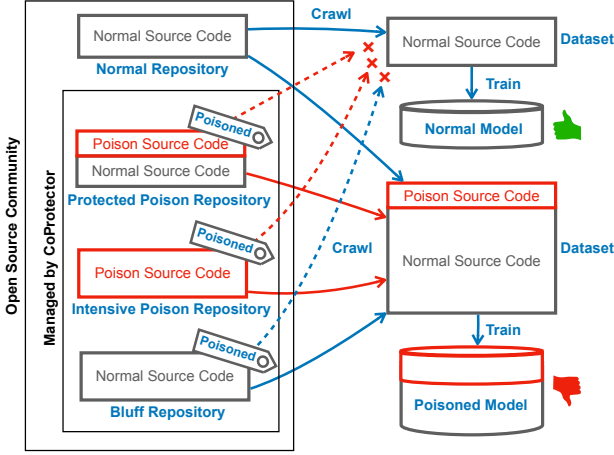 Open Source Community
Managed by CoProtector
Normal Source Code
Normal Repository
Poisoned
Poison Source Code
Normal Source Code
Protected Poison Repository
Poisoned
Poison Source Code
Intensive Poison Repository
Poisoned
Normal Source Code
Bluff Repository
Crawl
Crawl
Normal Source Code
Dataset
Train
Normal Model
Poison Source Code
Normal Source Code
Dataset
Train
Poisoned Model